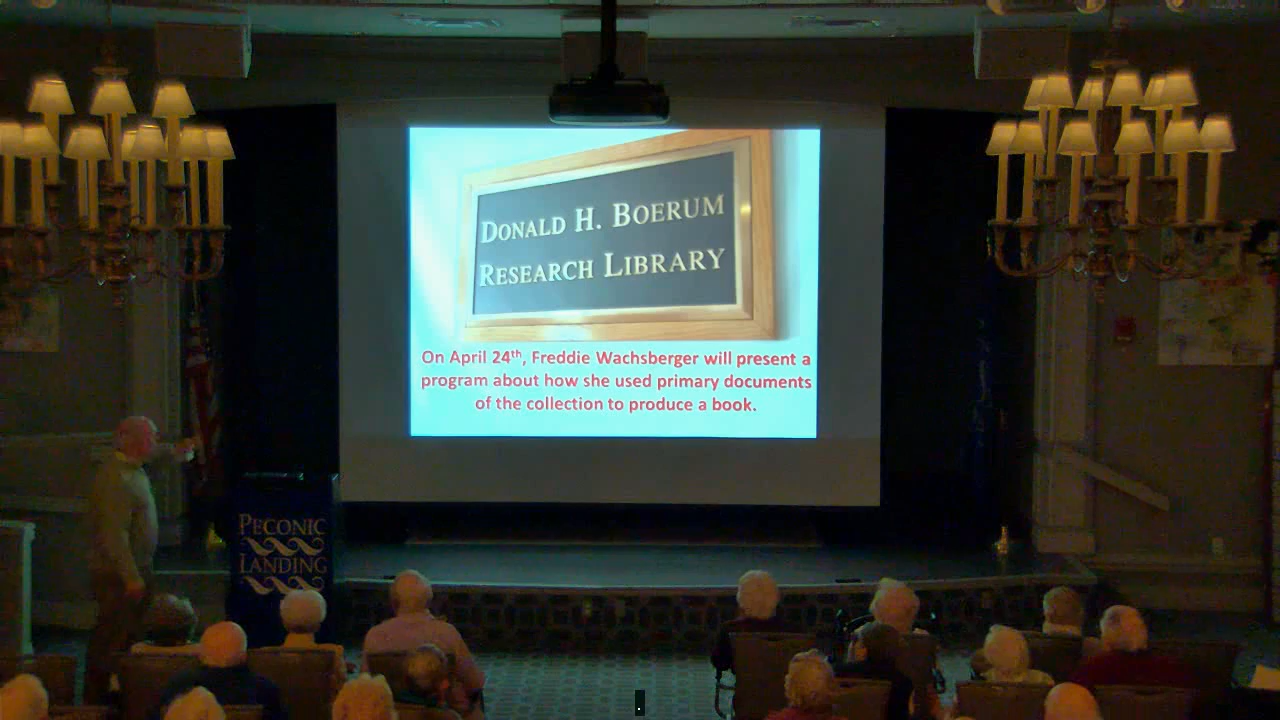 DONALD H. BOERUM
RESEARCH LIBRARY
On April 24th, Freddie Wachsberger will present a
program about how she used primary documents
of the collection to produce a book.
PECONIC
LANDING
.